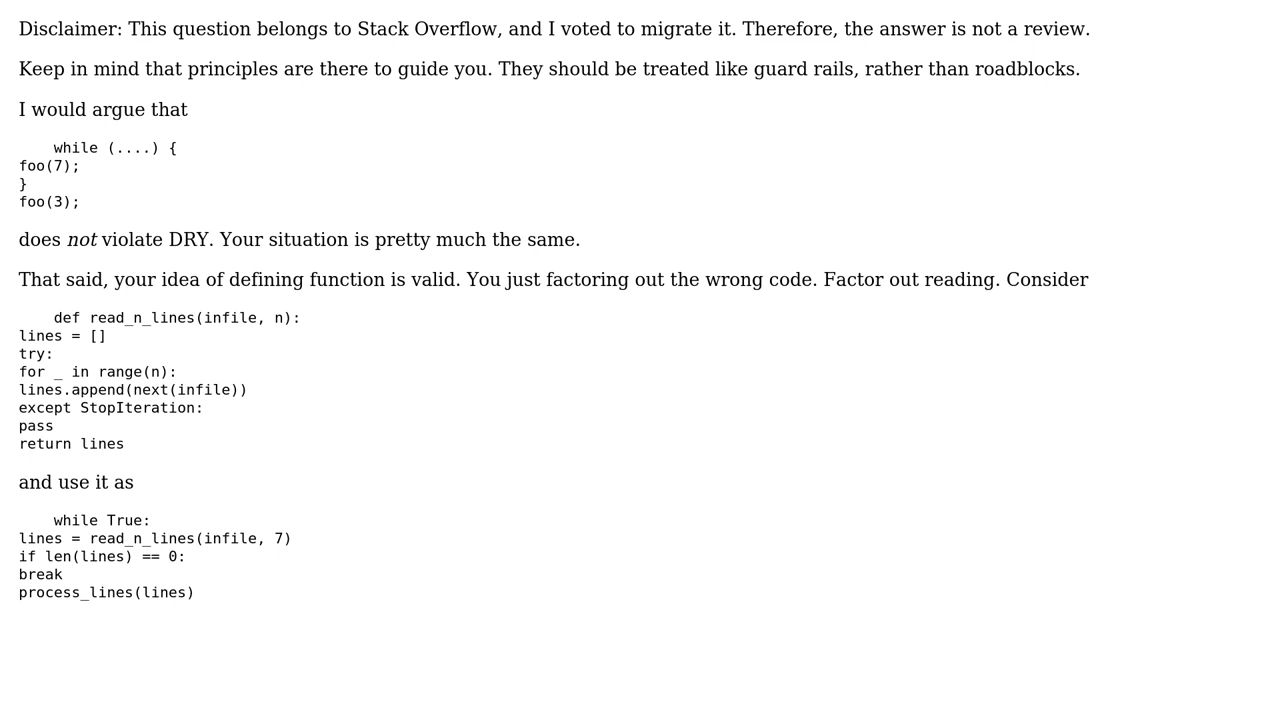 Disclaimer: This question belongs to Stack Overflow, and I voted to migrate it. Therefore, the answer is not a review.
Keep in mind that principles are there to guide you. They should be treated like guard rails, rather than roadblocks.
I would argue that
    while (....) {
foo(7);
}
foo(3);
does not violate DRY. Your situation is pretty much the same.
That said, your idea of defining function is valid. You just factoring out the wrong code. Factor out reading. Consider
    def read_n_lines(infile, n):
lines = []
try:
for _ in range(n):
lines.append(next(infile))
except StopIteration:
pass
return lines
and use it as
    while True:
lines = read_n_lines(infile, 7)
if len(lines) == 0:
break
process_lines(lines)